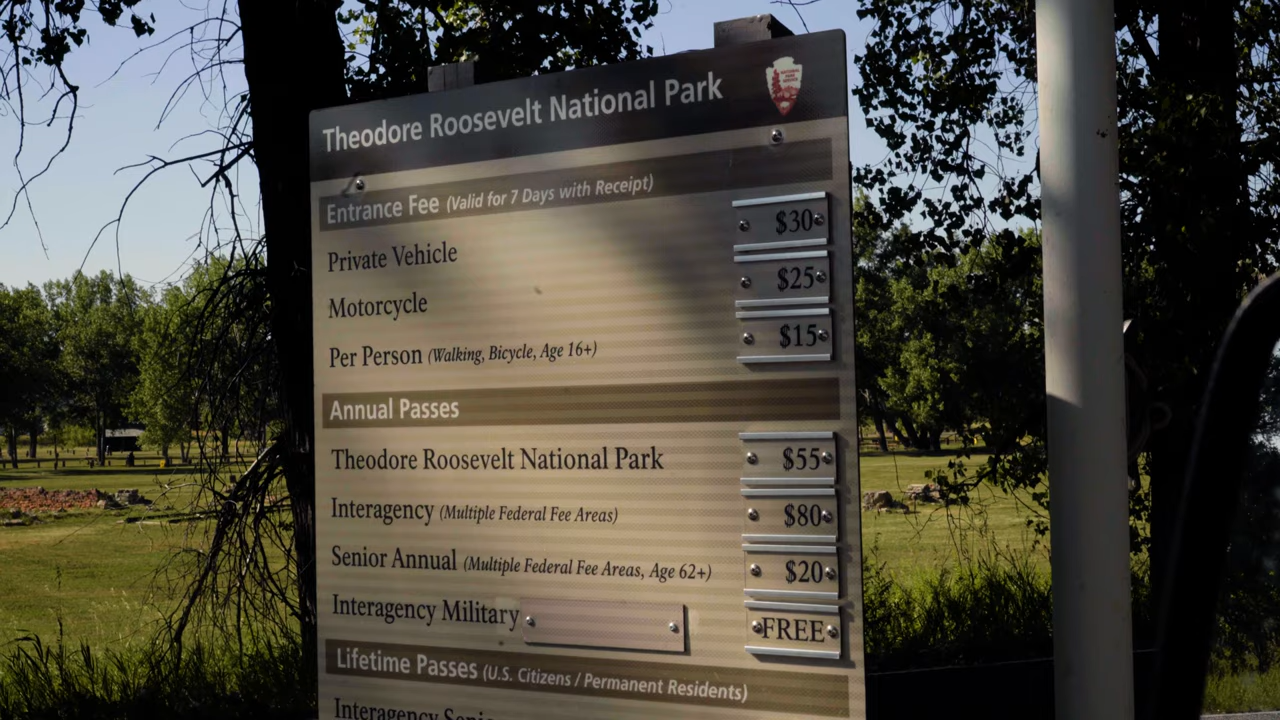 Theodore Roosevelt National Park
Entrance Fee (Valid for 7 Days with Receipt)
Private Vehicle $30
Motorcycle $25
Per Person (Walking, Bicycle, Age 16+) $15
Annual Passes
Theodore Roosevelt National Park $55
Interagency (Multiple Federal Fee Areas) $80
Senior Annual (Multiple Federal Fee Areas, Age 62+) $20
Interagency Military FREE
Lifetime Passes (U.S. Citizens / Permanent Residents)
Interagency